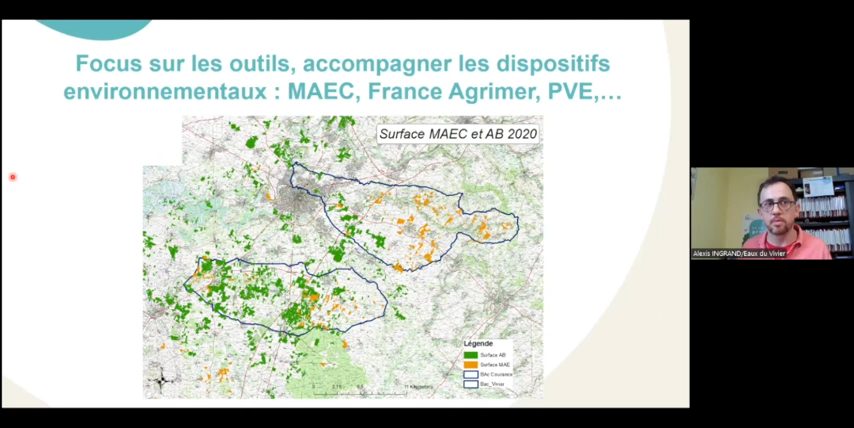 Focus sur les outils, accompagner les dispositifs
environnementaux : MAEC, France Agrimer, PVE,…
Surface MAEC et AB 2020
Légende
Surface AB
Surface MAE
BAc Courance
Bac_Vivier
Alexis INGRAND/Eaux du Vivier